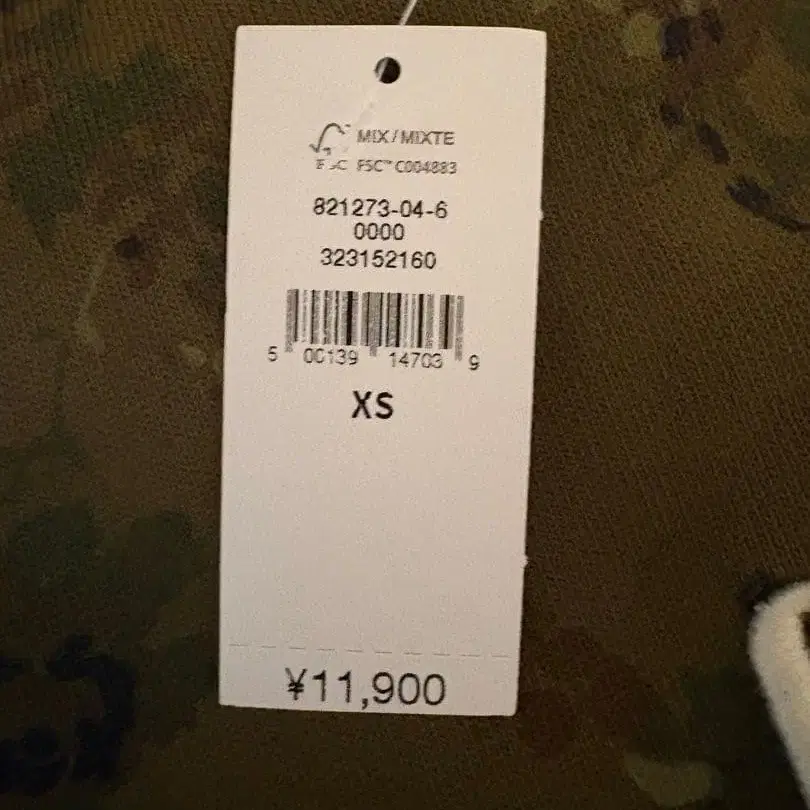 MIX/MIXTE
FSC FSC™ C004883
821273-04-6
0000
323152160
5 00139 14703 9
XS
¥11,900